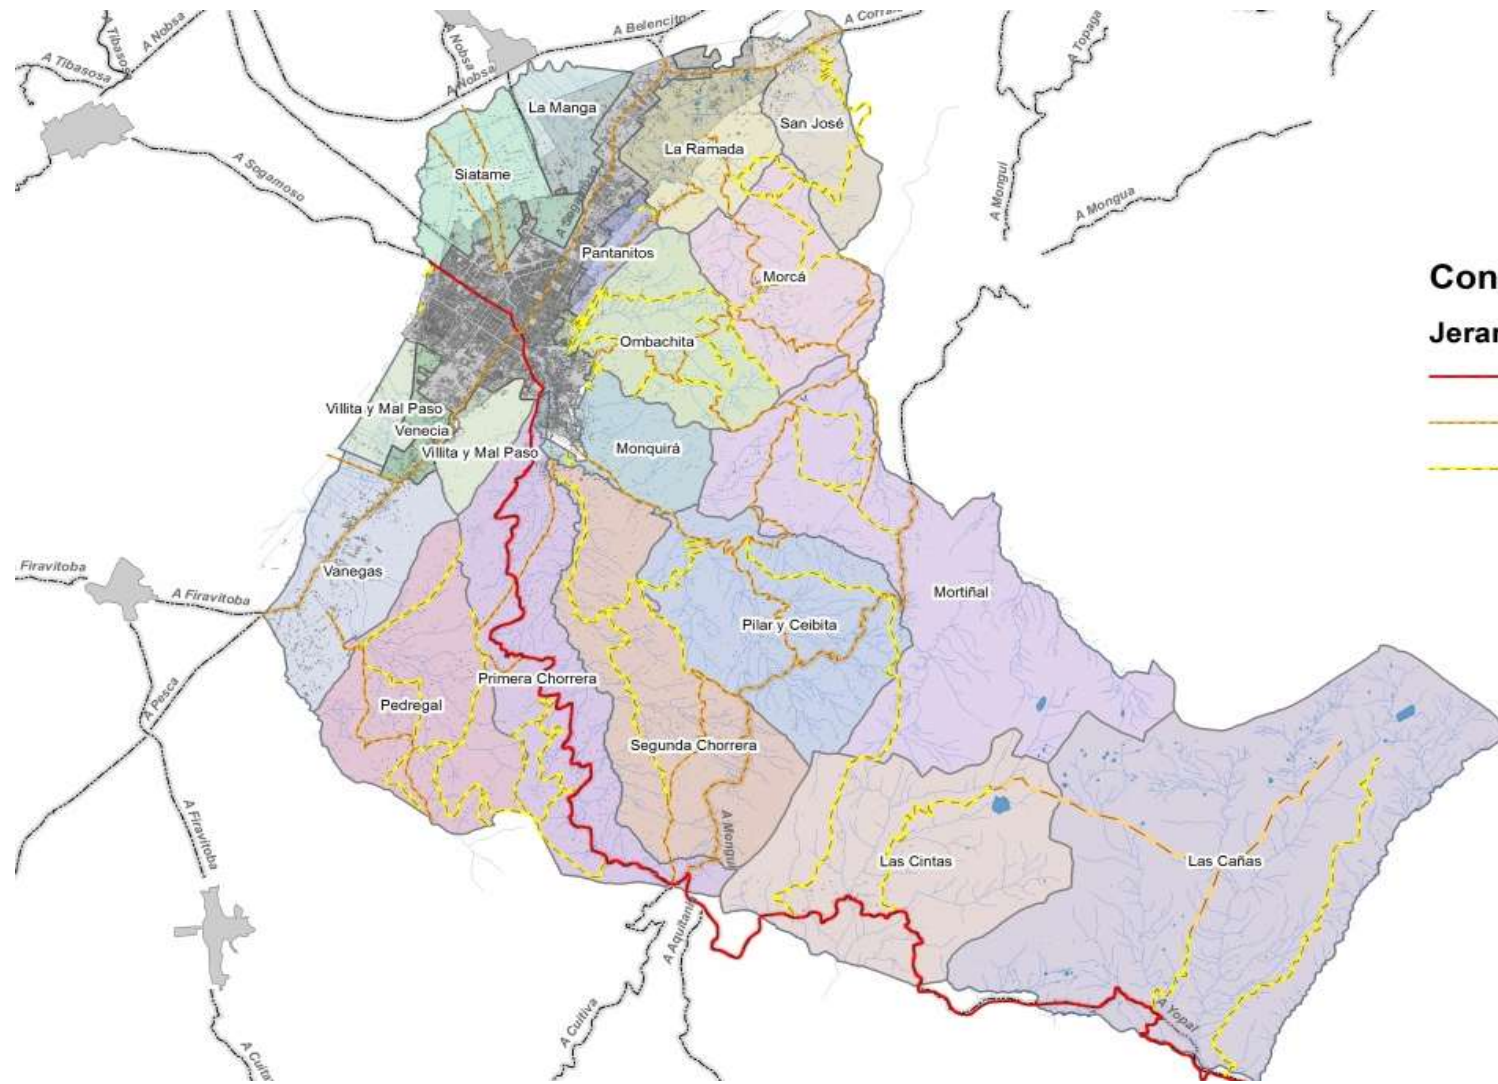 A Tibasosa
A Nobsa
A Tibasosa
A Nobsa
A Nobsa
A Belencito
A Topaga
La Manga
San José
La Ramada
A Sogamoso
Siatame
A Sogamoso
A Mongui
A Mongua
Pantanitos
Morcá
Con
Jerar
Ombachita
Villita y Mal Paso
Venecia
Villita y Mal Paso
Monquirá
Firavitoba
Vanegas
A Firavitoba
Mortiñal
Pilar y Ceibita
Primera Chorrera
A Pesca
Pedregal
Segunda Chorrera
A Firavitoba
A Mongui
Las Cintas
Las Cañas
A Aquitania
A Cuitiva
A Yopal